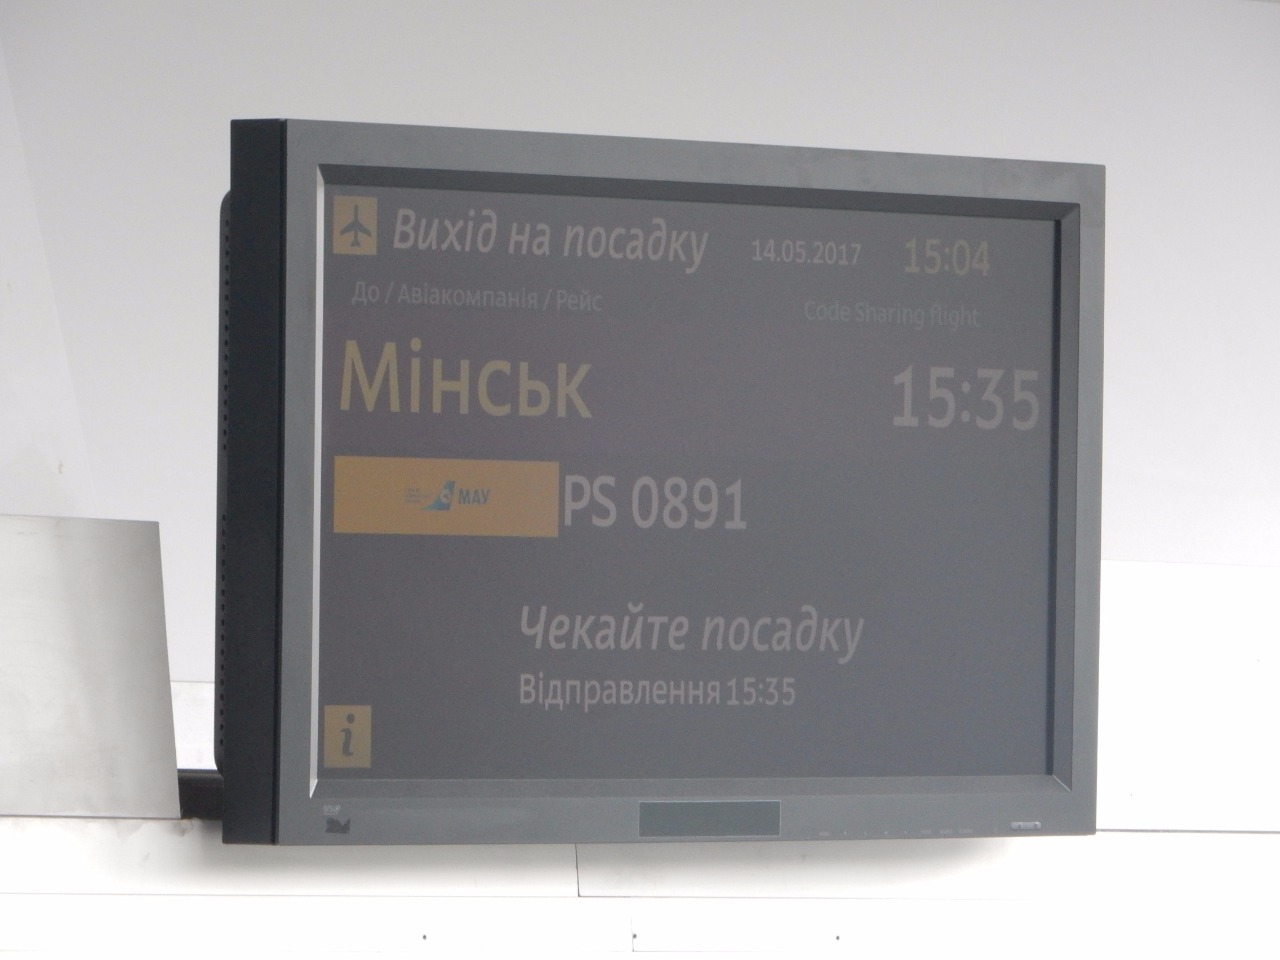 Вихід на посадку 14.05.2017 15:04
До / Авіакомпанія / Рейс Code Sharing flight
Мінськ 15:35
МАУ PS 0891
Чекайте посадку
Відправлення 15:35
i